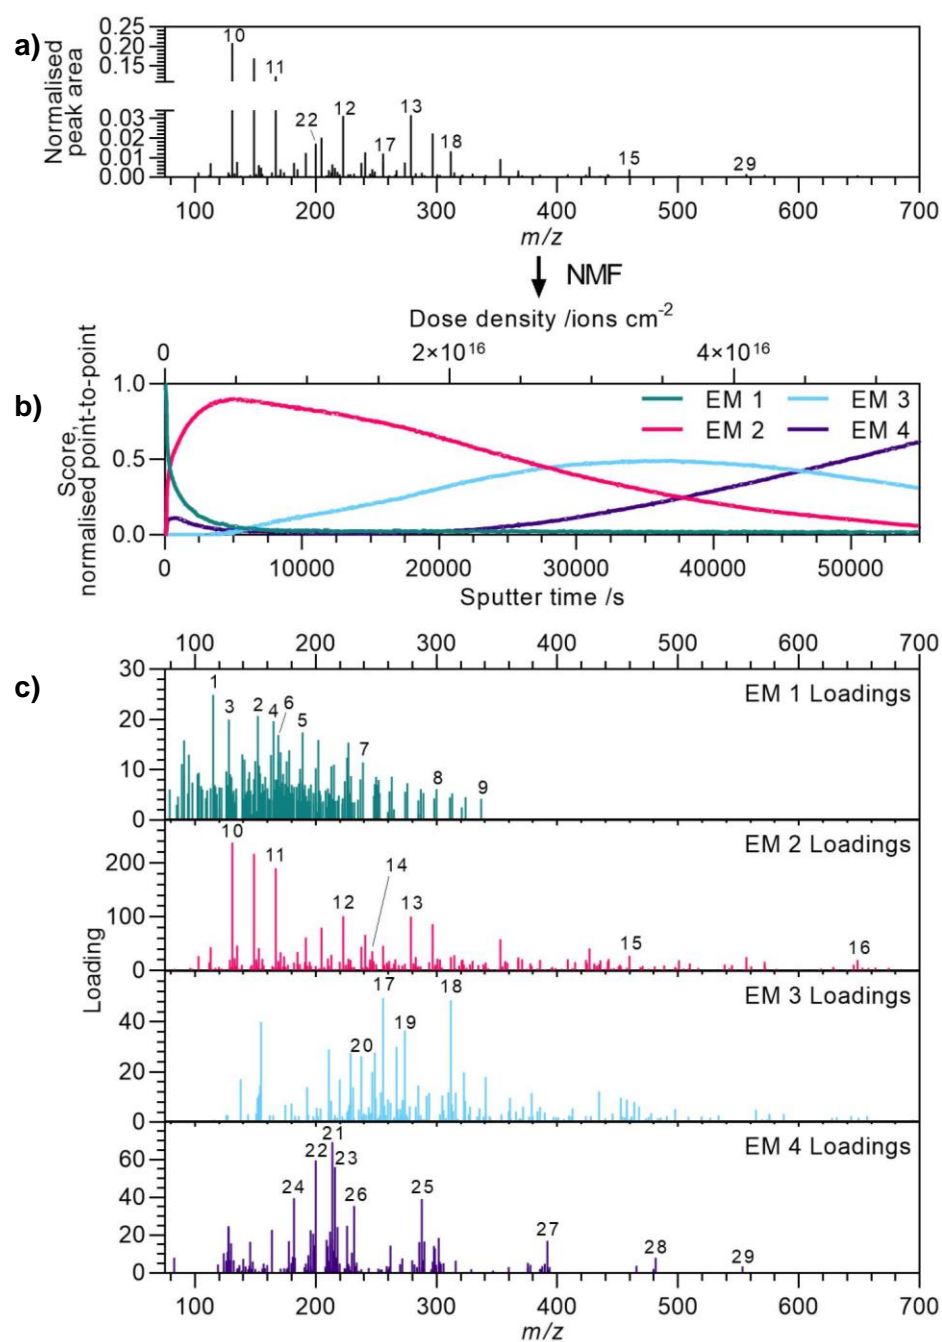 a)
Normalised
peak area
0.25
0.20
0.15
0.03
0.02
0.01
0.00
10
11
22
12
17
13
18
15
29
100 200 300 400 500 600 700
m/z
NMF
Dose density /ions cm-2
0 2×10^16 4×10^16
b)
Score,
normalised point-to-point
1.0
0.5
0.0
EM 1 EM 3
EM 2 EM 4
0 10000 20000 30000 40000 50000
Sputter time /s
100 200 300 400 500 600 700
c)
Loading
30
20
10
0
EM 1 Loadings
1
3
2
4
6
5
7
8
9
200
100
0
EM 2 Loadings
10
11
12
14
13
15
16
40
20
0
EM 3 Loadings
17
18
19
20
60
40
20
0
EM 4 Loadings
21
22
23
24
26
25
27
28
29
100 200 300 400 500 600 700
m/z